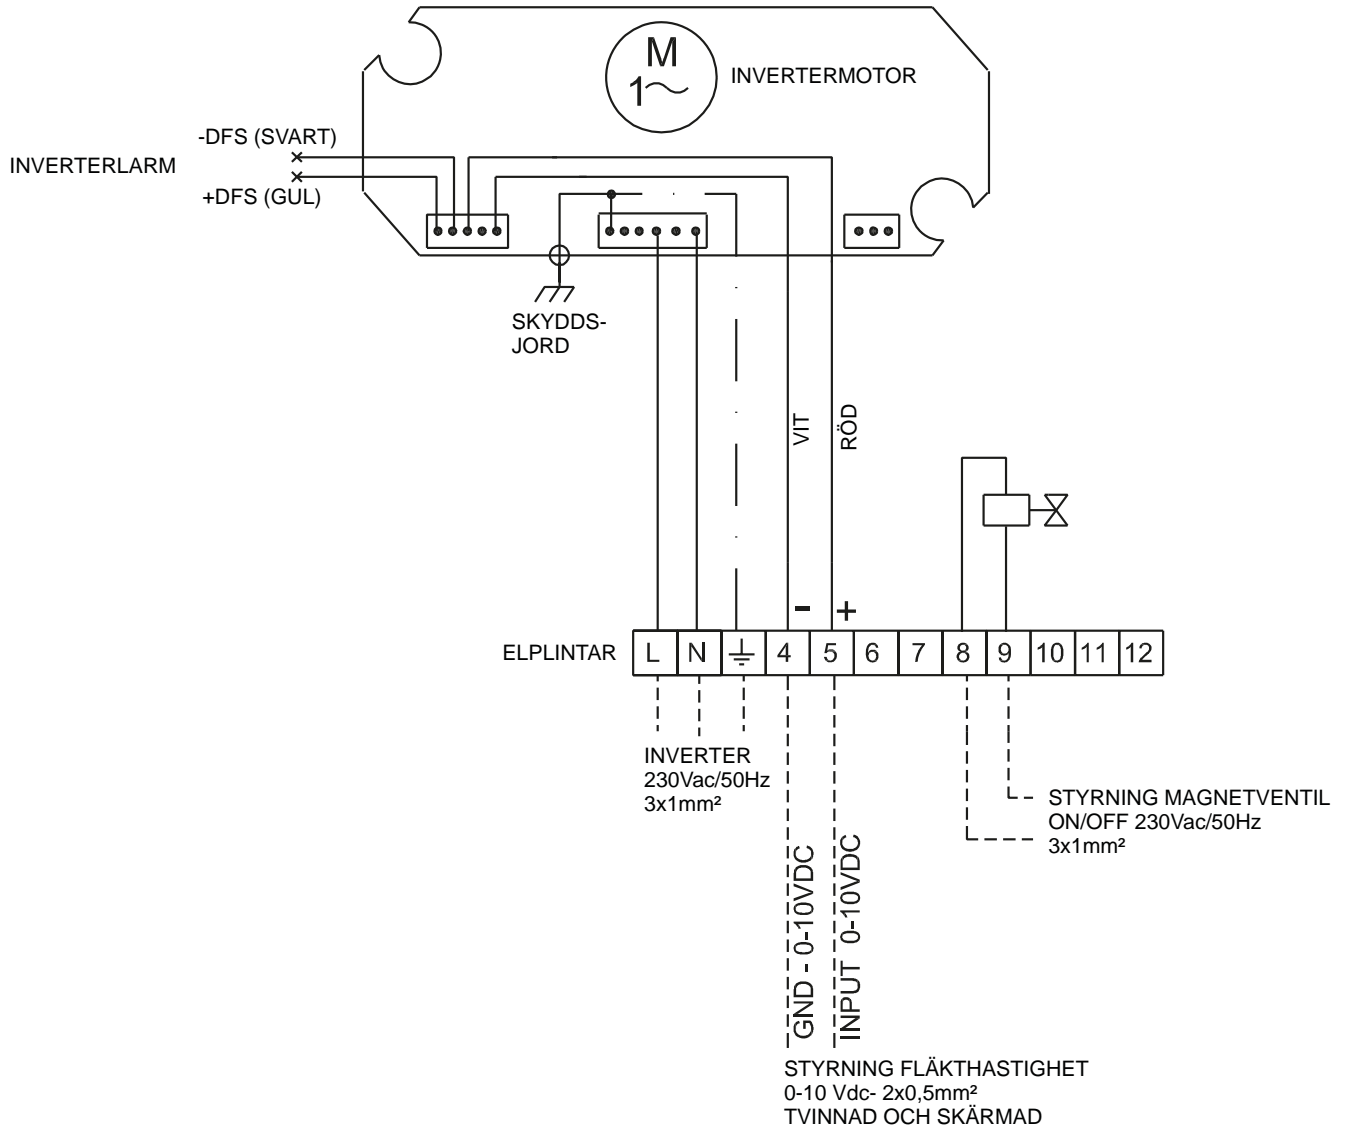 M
1~
INVERTERMOTOR
-DFS (SVART)
INVERTERLARM
+DFS (GUL)
SKYDDS-
JORD
VIT
RÖD
- +
ELPLINTAR
L N 4 5 6 7 8 9 10 11 12
INVERTER
230Vac/50Hz
3x1mm²
STYRNING MAGNETVENTIL
ON/OFF 230Vac/50Hz
3x1mm²
GND - 0-10VDC
INPUT 0-10VDC
STYRNING FLÄKTHASTIGHET
0-10 Vdc- 2x0,5mm²
TVINNAD OCH SKÄRMAD